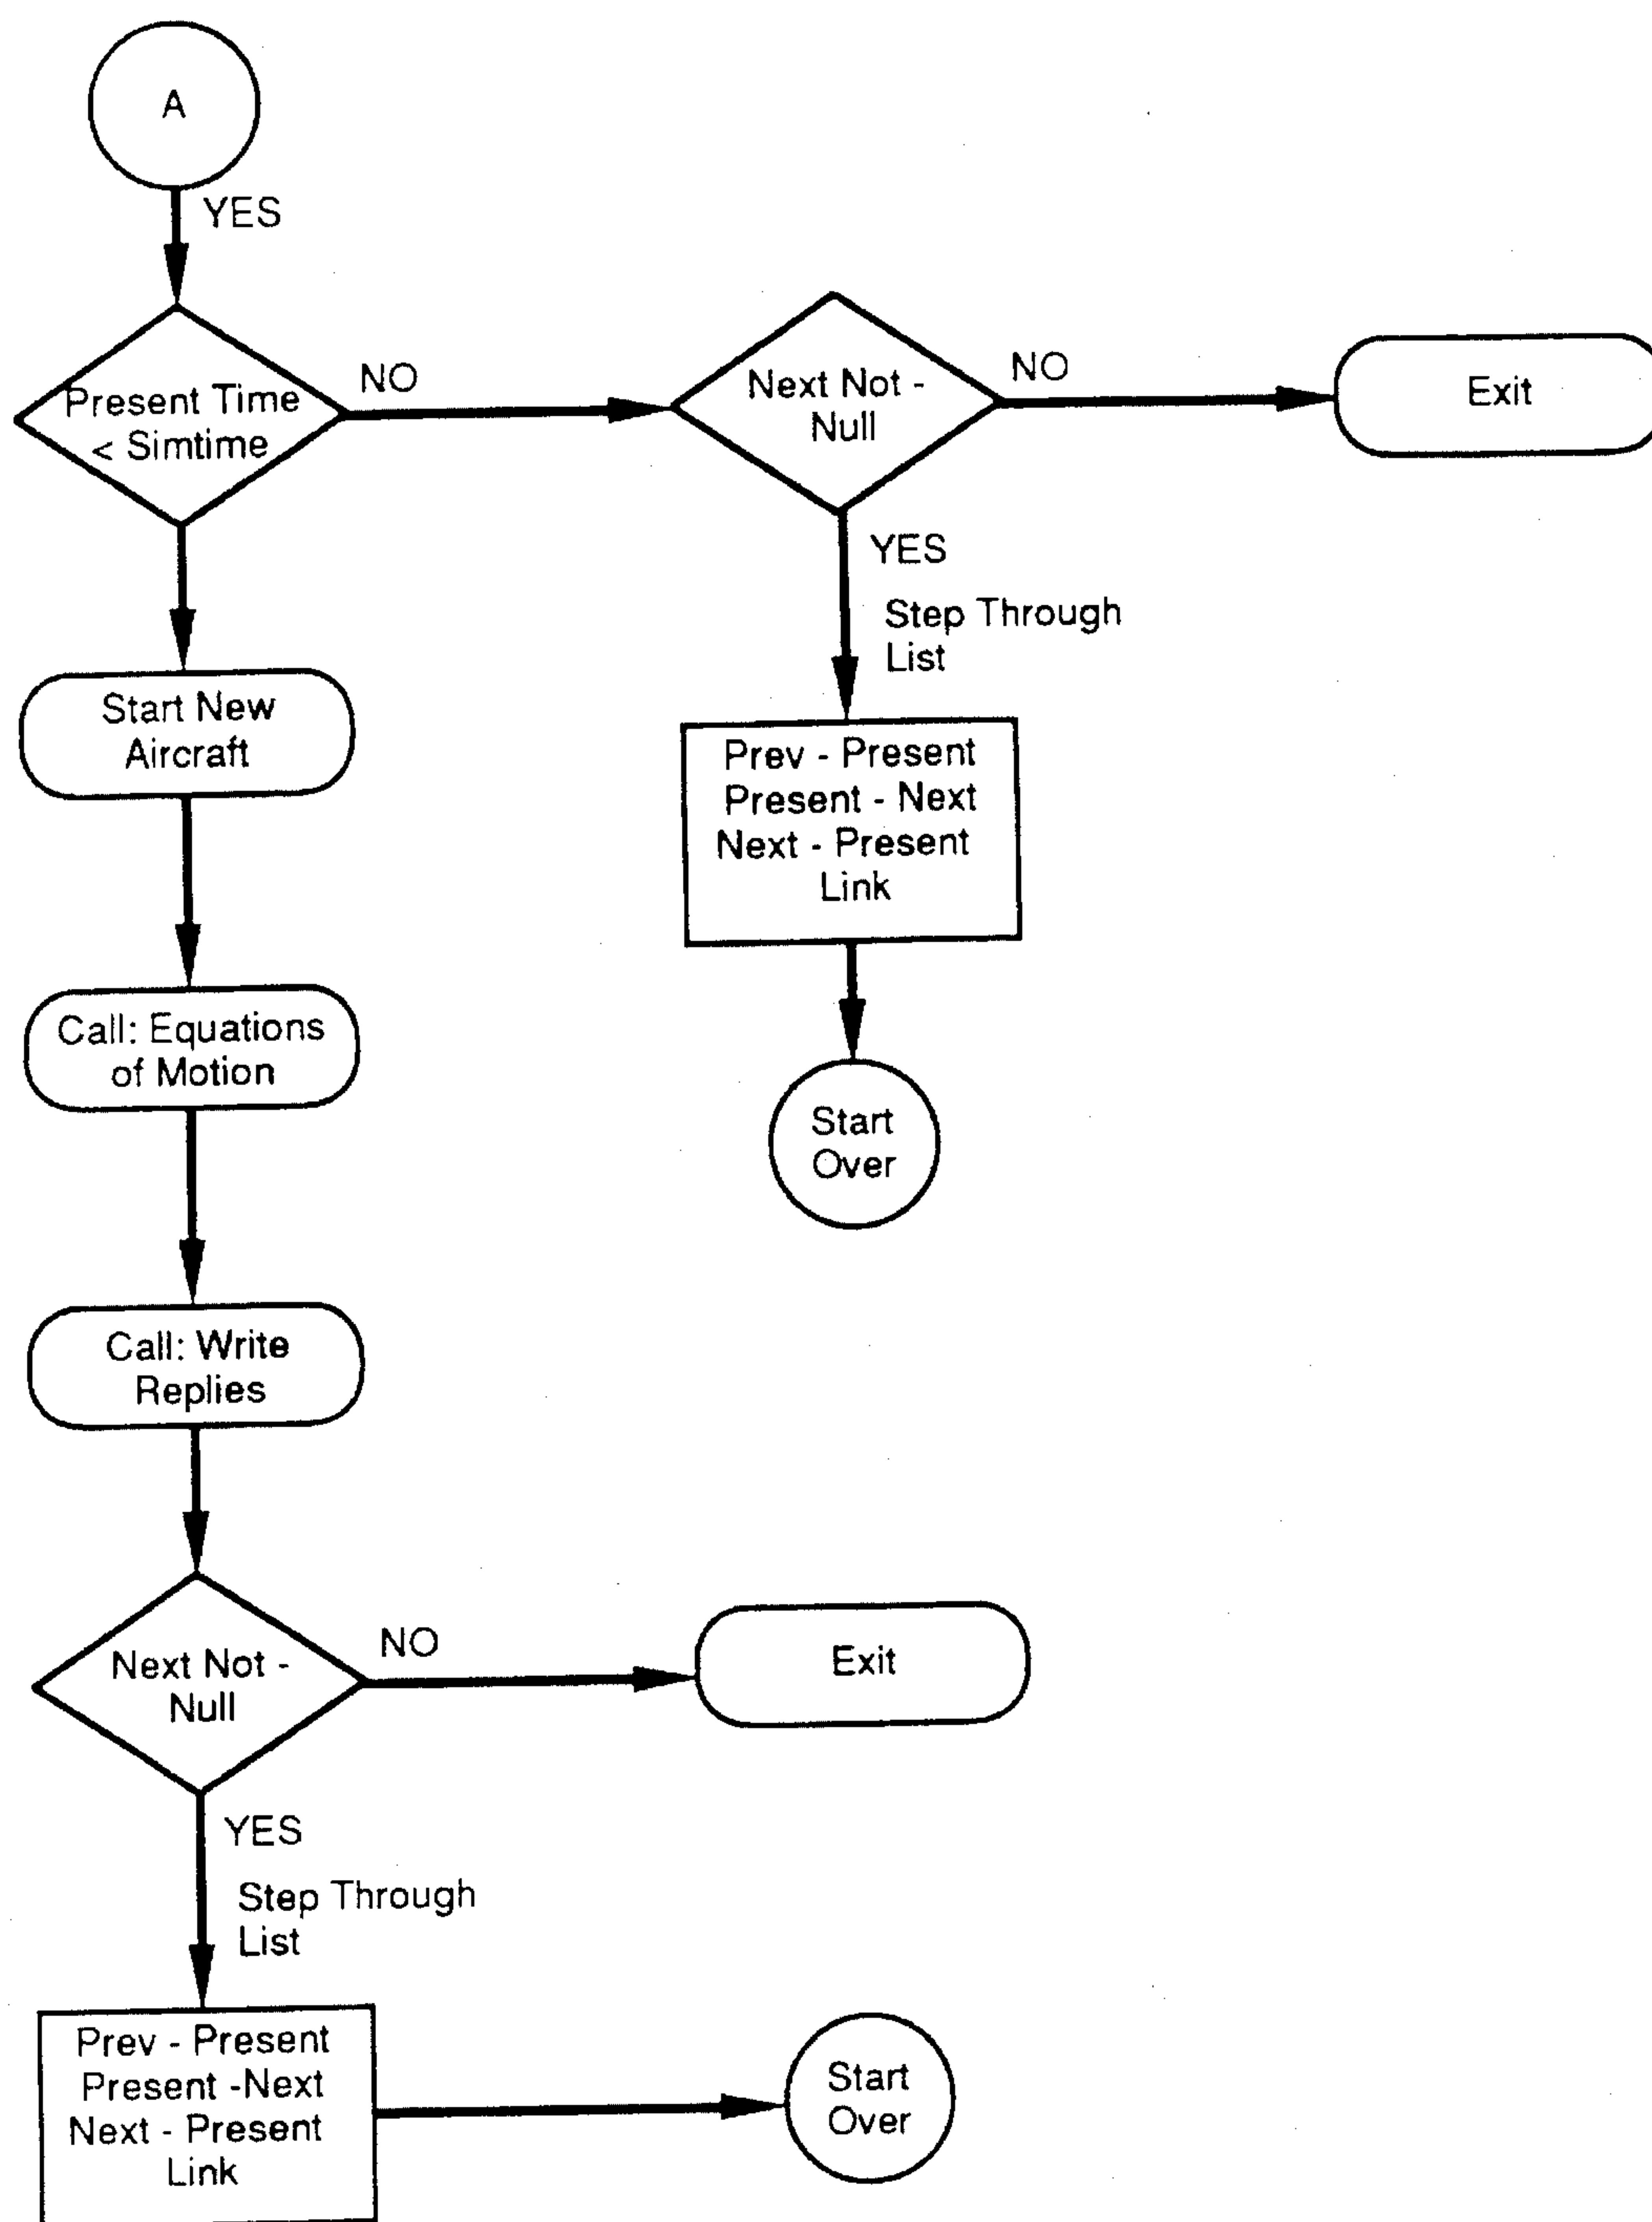 A
YES
Present Time
< Simtime
NO
Next Not -
Null
NO
Exit
YES
Step Through
List
Start New
Aircraft
Prev - Present
Present - Next
Next - Present
Link
Call: Equations
of Motion
Start
Over
Call: Write
Replies
Next Not -
Null
NO
Exit
YES
Step Through
List
Prev - Present
Present -Next
Next - Present
Link
Start
Over